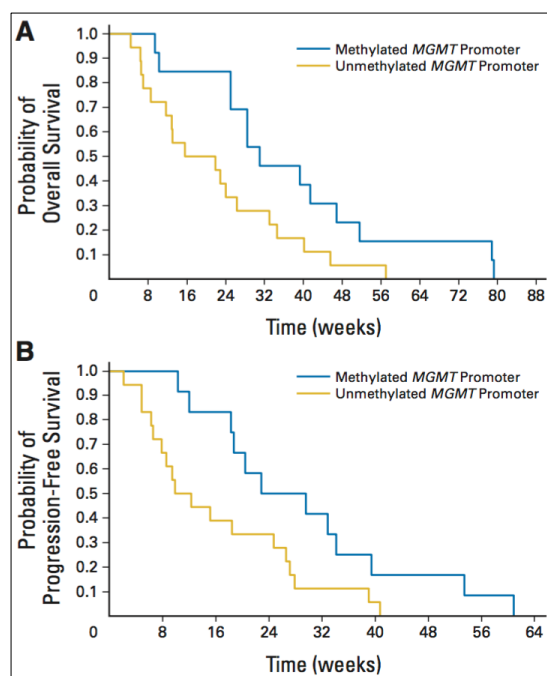 A
1.0
0.9
0.8
0.7
0.6
0.5
0.4
0.3
0.2
0.1
0
Probability of
Overall Survival
Methylated MGMT Promoter
Unmethylated MGMT Promoter
8 16 24 32 40 48 56 64 72 80 88
Time (weeks)
B
1.0
0.9
0.8
0.7
0.6
0.5
0.4
0.3
0.2
0.1
0
Probability of
Progression-Free Survival
Methylated MGMT Promoter
Unmethylated MGMT Promoter
8 16 24 32 40 48 56 64
Time (weeks)